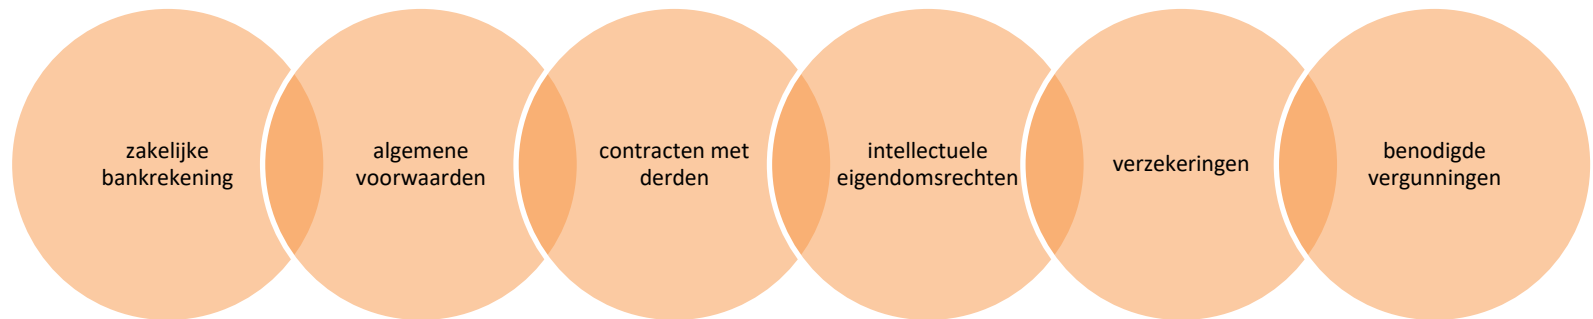 zakelijke
bankrekening
algemene
voorwaarden
contracten met
derden
intellectuele
eigendomsrechten
verzekeringen
benodigde
vergunningen